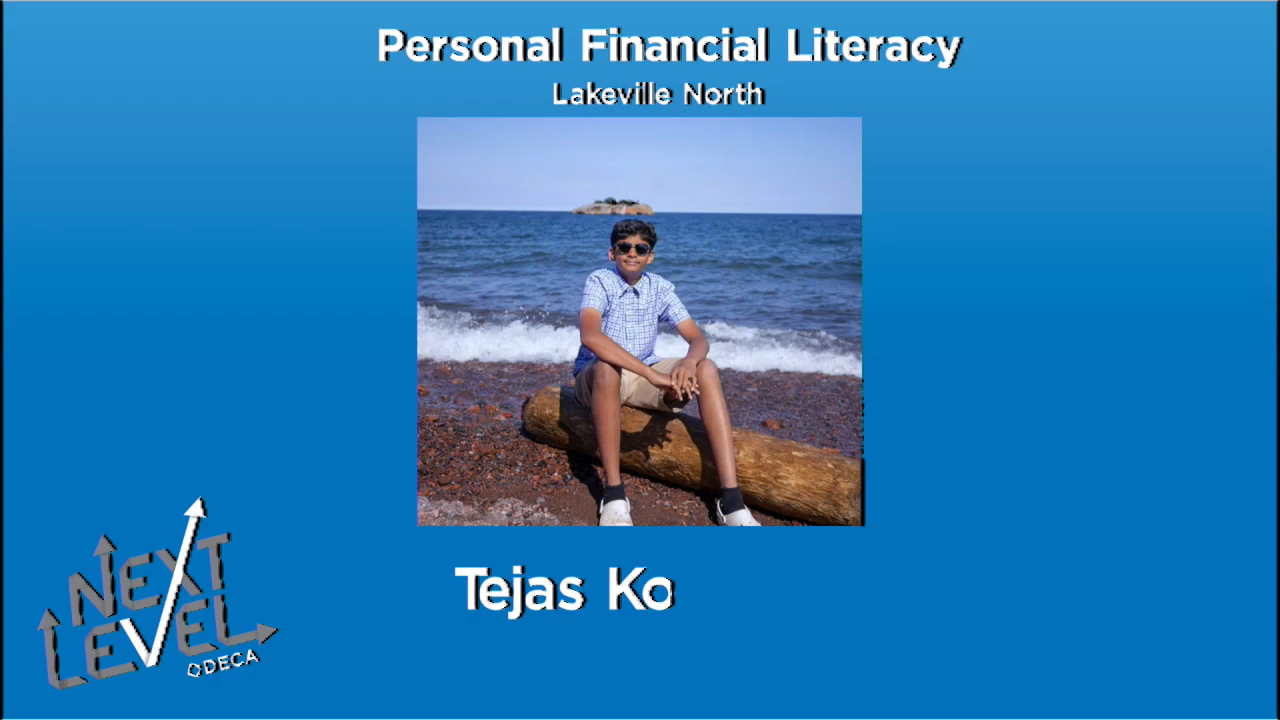 Personal Financial Literacy
Lakeville North
Tejas Ko
NEXT
LEVEL
DECA